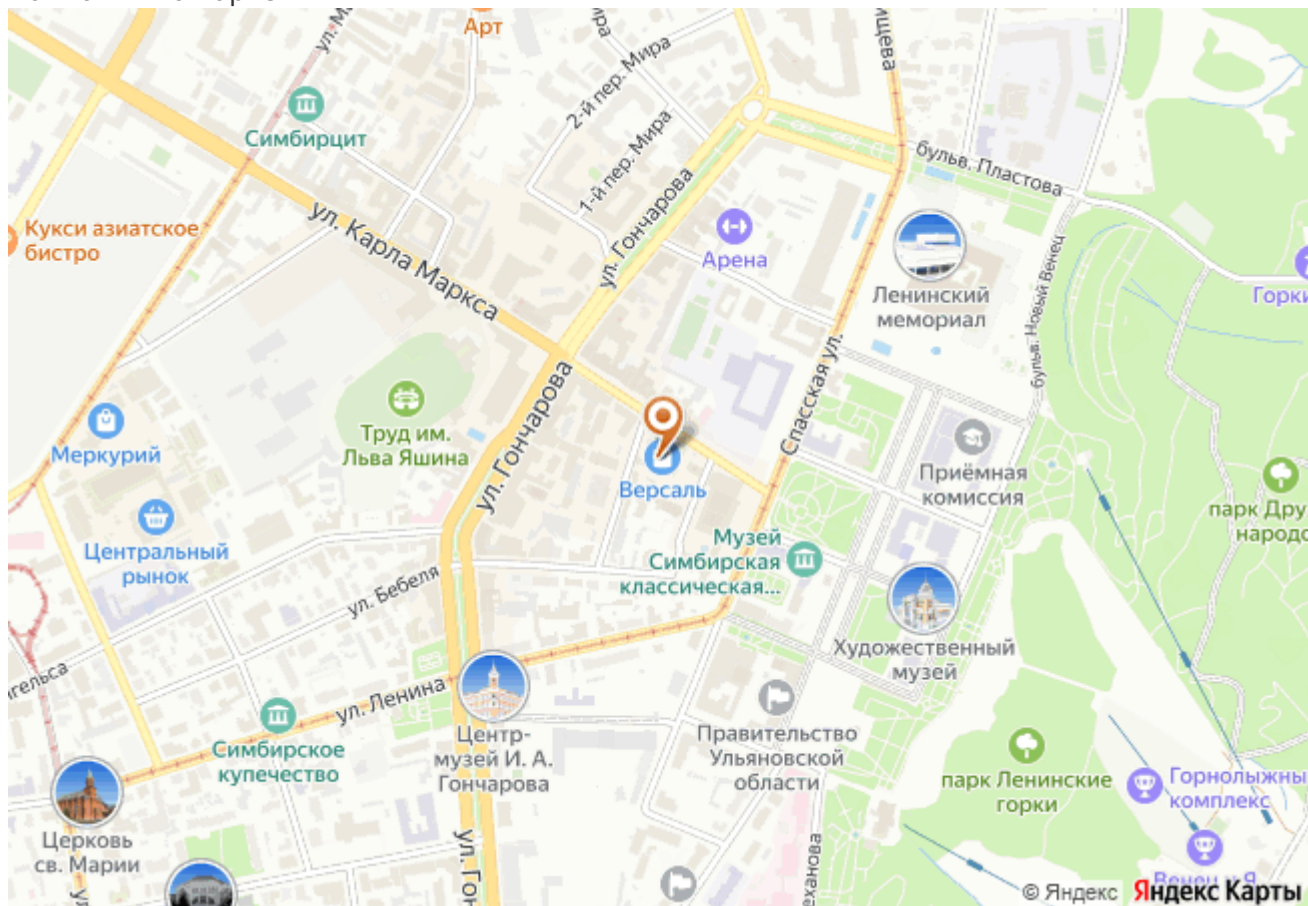 Арт
2-й пер. Мира
1-й пер. Мира
Симбирцит
бульв. Пластова
ул. Гончарова
Кукси азиатское
бистро
ул. Карла Маркса
Арена
Ленинский
мемориал
бульв. Новый Венец
Горки
Спасская ул.
Меркурий
Труд им.
Льва Яшина
ул. Гончарова
Версаль
Приёмная
комиссия
парк Дру
народо
Центральный
рынок
Музей
Симбирская
классическая...
ул. Бебеля
Художественный
музей
ул. Ленина
Симбирское
купечество
Центр-
музей И. А.
Гончарова
Правительство
Ульяновской
области
парк Ленинские
горки
Горнолыжны
комплекс
Церковь
св. Марии
ул. Гон
© Яндекс
Яндекс Карты